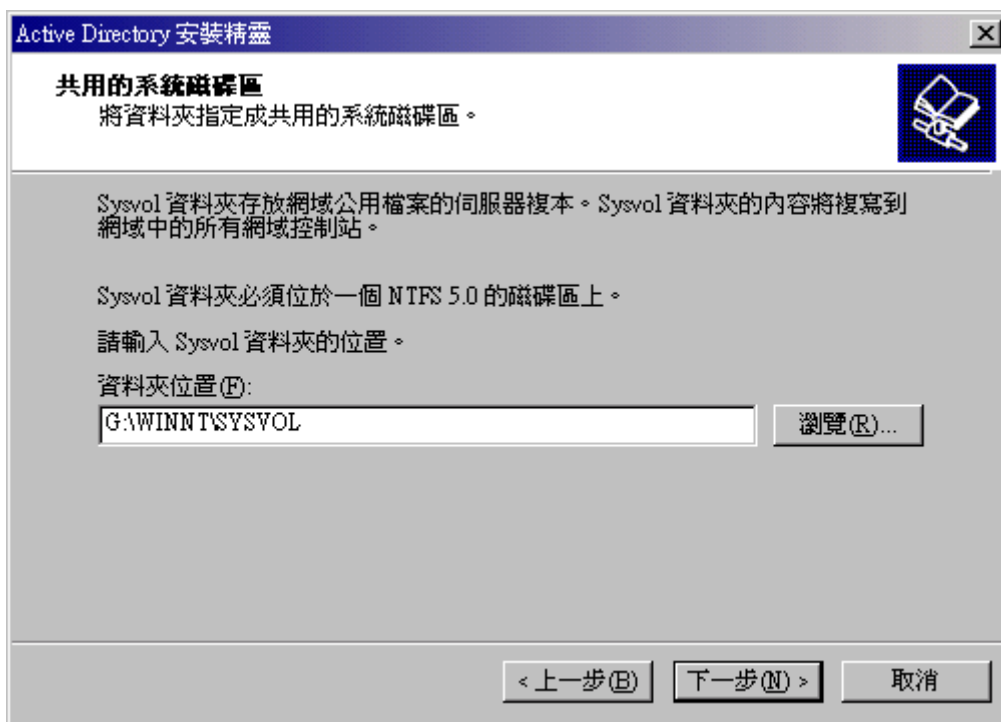 Active Directory 安裝精靈
共用的系統磁碟區
將資料夾指定成共用的系統磁碟區。
Sysvol 資料夾存放網域公用檔案的伺服器複本。Sysvol 資料夾的內容將複寫到
網域中的所有網域控制站。
Sysvol 資料夾必須位於一個 NTFS 5.0 的磁碟區上。
請輸入 Sysvol 資料夾的位置。
資料夾位置(F):
G:\WINNT\SYSVOL
瀏覽(R)...
< 上一步(B)
下一步(N) >
取消